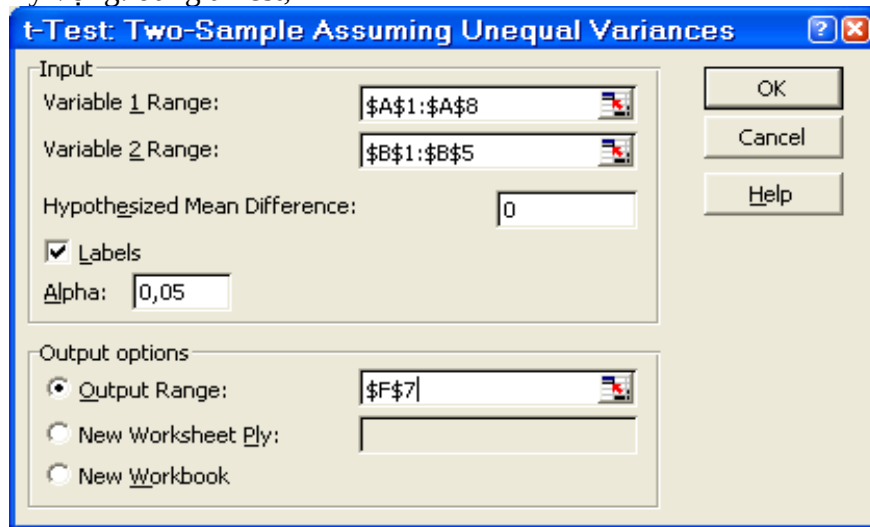 t-Test: Two-Sample Assuming Unequal Variances
Input
Variable 1 Range: $A$1:$A$8
OK
Variable 2 Range: $B$1:$B$5
Cancel
Hypothesized Mean Difference: 0
Help
Labels
Alpha: 0,05
Output options
Output Range: $F$7
New Worksheet Ply:
New Workbook